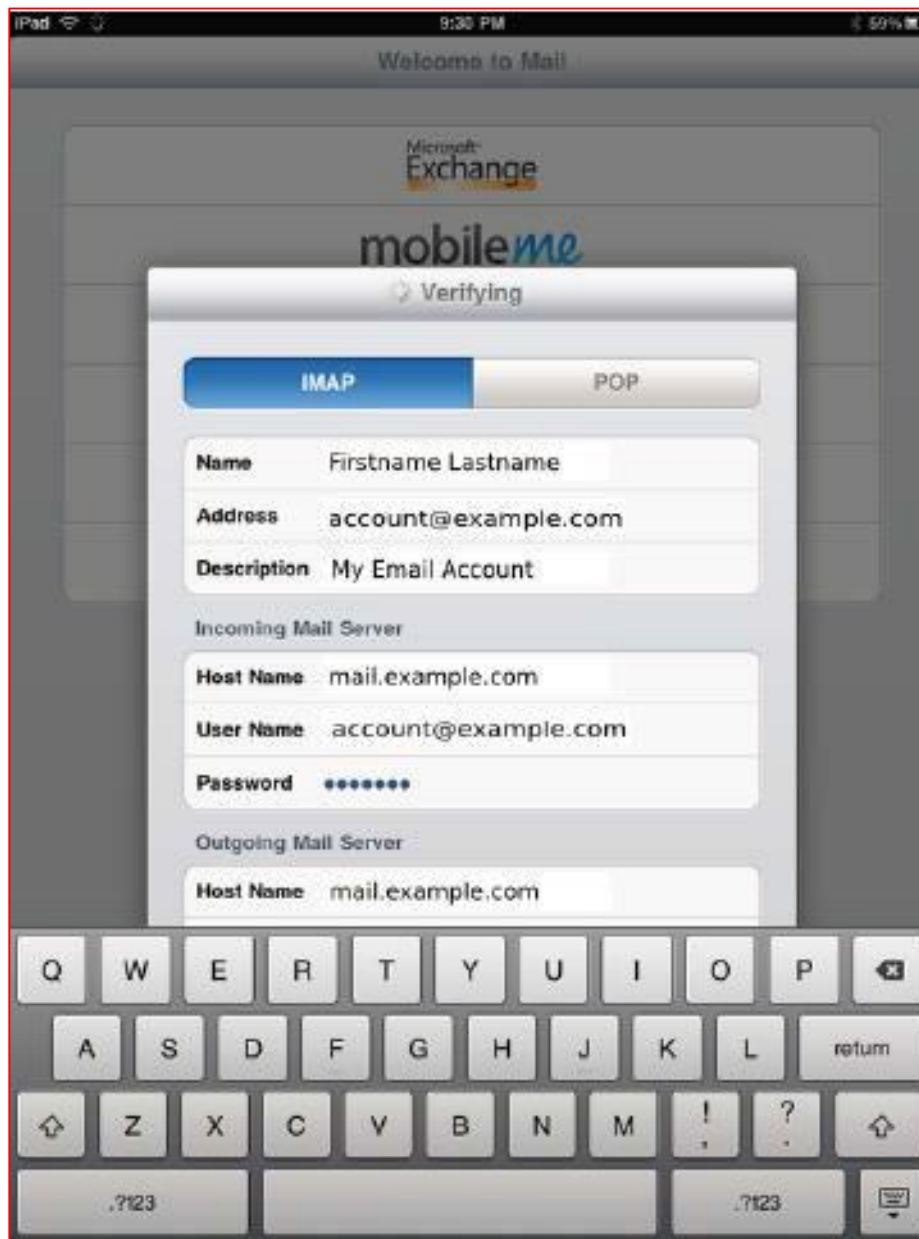 iPad 9:30 PM 59%
Welcome to Mail
Microsoft
Exchange
mobileme
Verifying
IMAP POP
Name Firstname Lastname
Address account@example.com
Description My Email Account
Incoming Mail Server
Host Name mail.example.com
User Name account@example.com
Password •••••••
Outgoing Mail Server
Host Name mail.example.com
Q W E R T Y U I O P
A S D F G H J K L return
Z X C V B N M ! , ? .
.?123 .?123